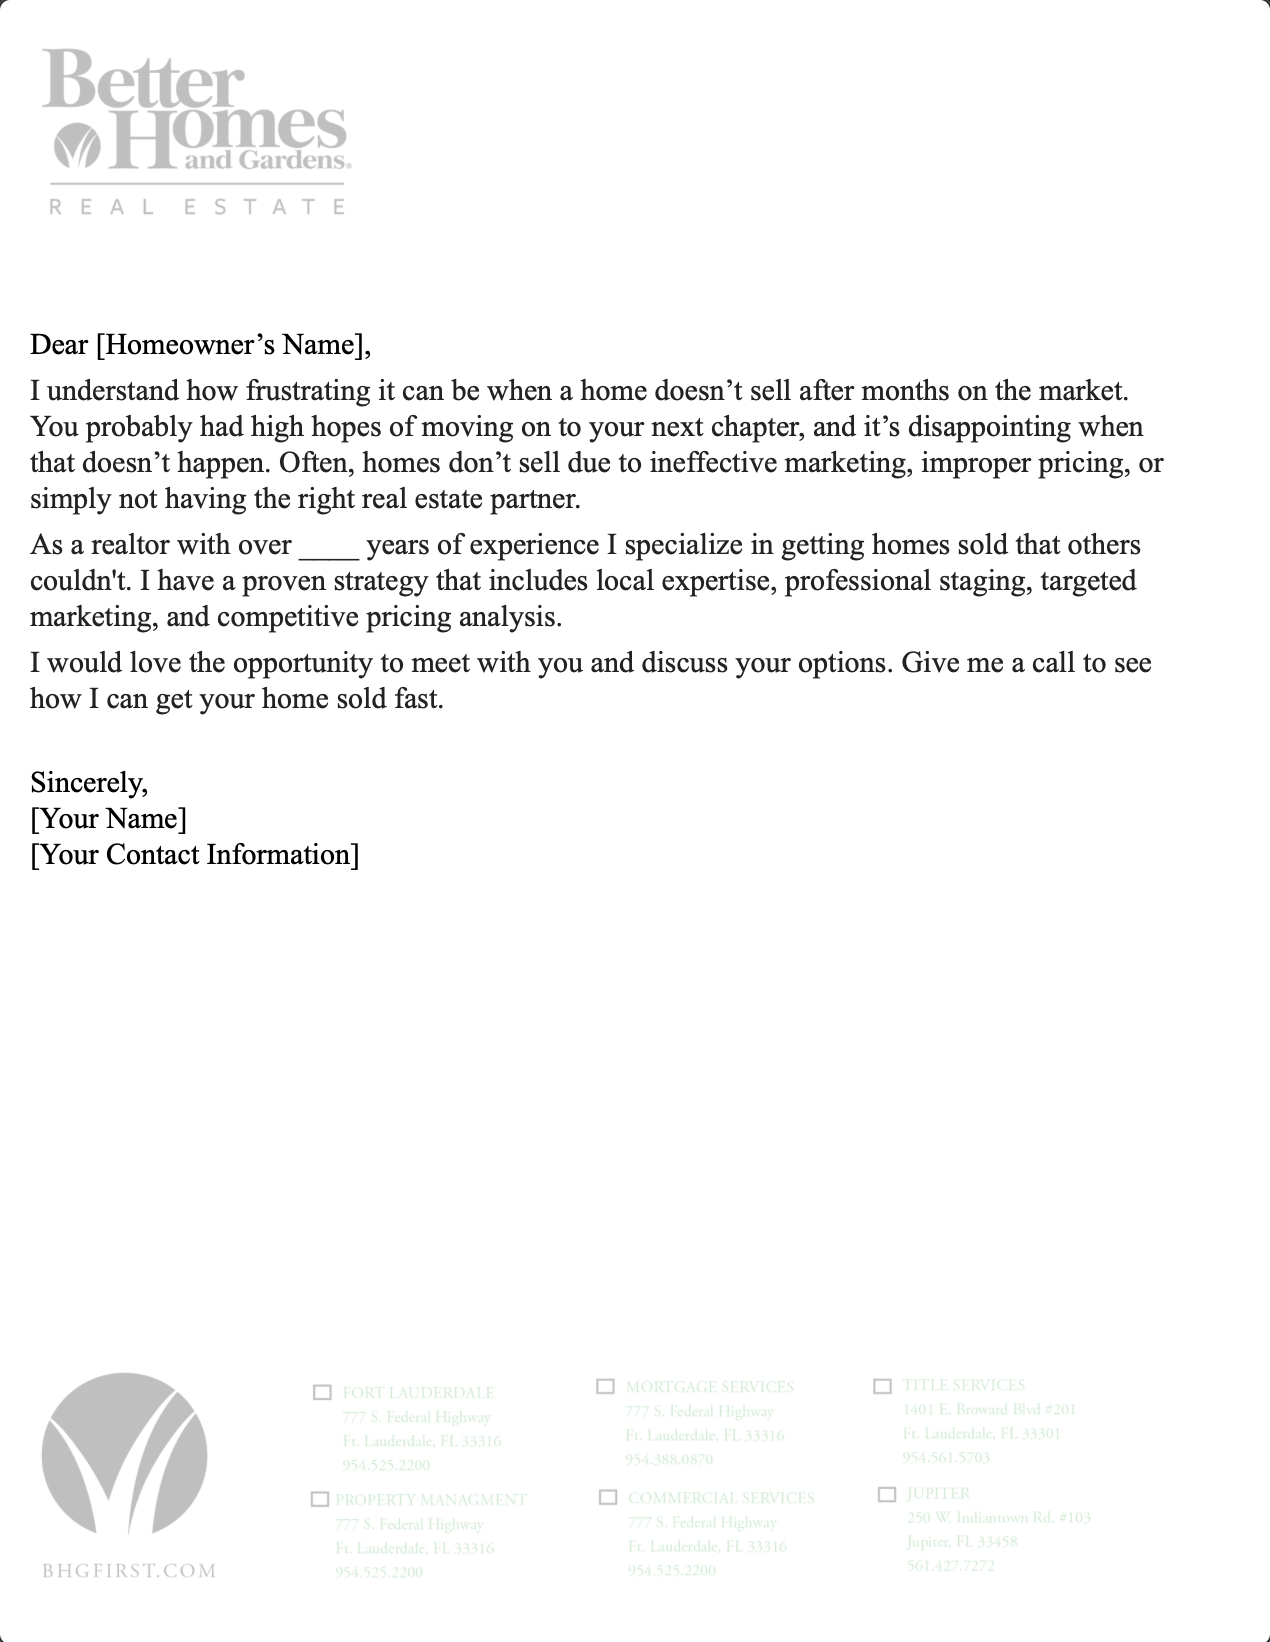 Better
Homes
and Gardens.
REAL ESTATE
Dear [Homeowner’s Name],
I understand how frustrating it can be when a home doesn’t sell after months on the market.
You probably had high hopes of moving on to your next chapter, and it’s disappointing when
that doesn’t happen. Often, homes don’t sell due to ineffective marketing, improper pricing, or
simply not having the right real estate partner.
As a realtor with over ____ years of experience I specialize in getting homes sold that others
couldn't. I have a proven strategy that includes local expertise, professional staging, targeted
marketing, and competitive pricing analysis.
I would love the opportunity to meet with you and discuss your options. Give me a call to see
how I can get your home sold fast.
Sincerely,
[Your Name]
[Your Contact Information]
BHGFIRST.COM
FORT LAUDERDALE
777 S. Federal Highway
Ft. Lauderdale, FL 33316
954.525.2200
PROPERTY MANAGMENT
777 S. Federal Highway
Ft. Lauderdale, FL 33316
954.525.2200
MORTGAGE SERVICES
777 S. Federal Highway
Ft. Lauderdale, FL 33316
954.388.0870
COMMERCIAL SERVICES
777 S. Federal Highway
Ft. Lauderdale, FL 33316
954.525.2200
TITLE SERVICES
1401 E. Broward Blvd #201
Ft. Lauderdale, FL 33301
954.561.5703
JUPITER
250 W. Indiantown Rd. #103
Jupiter, FL 33458
561.427.7272